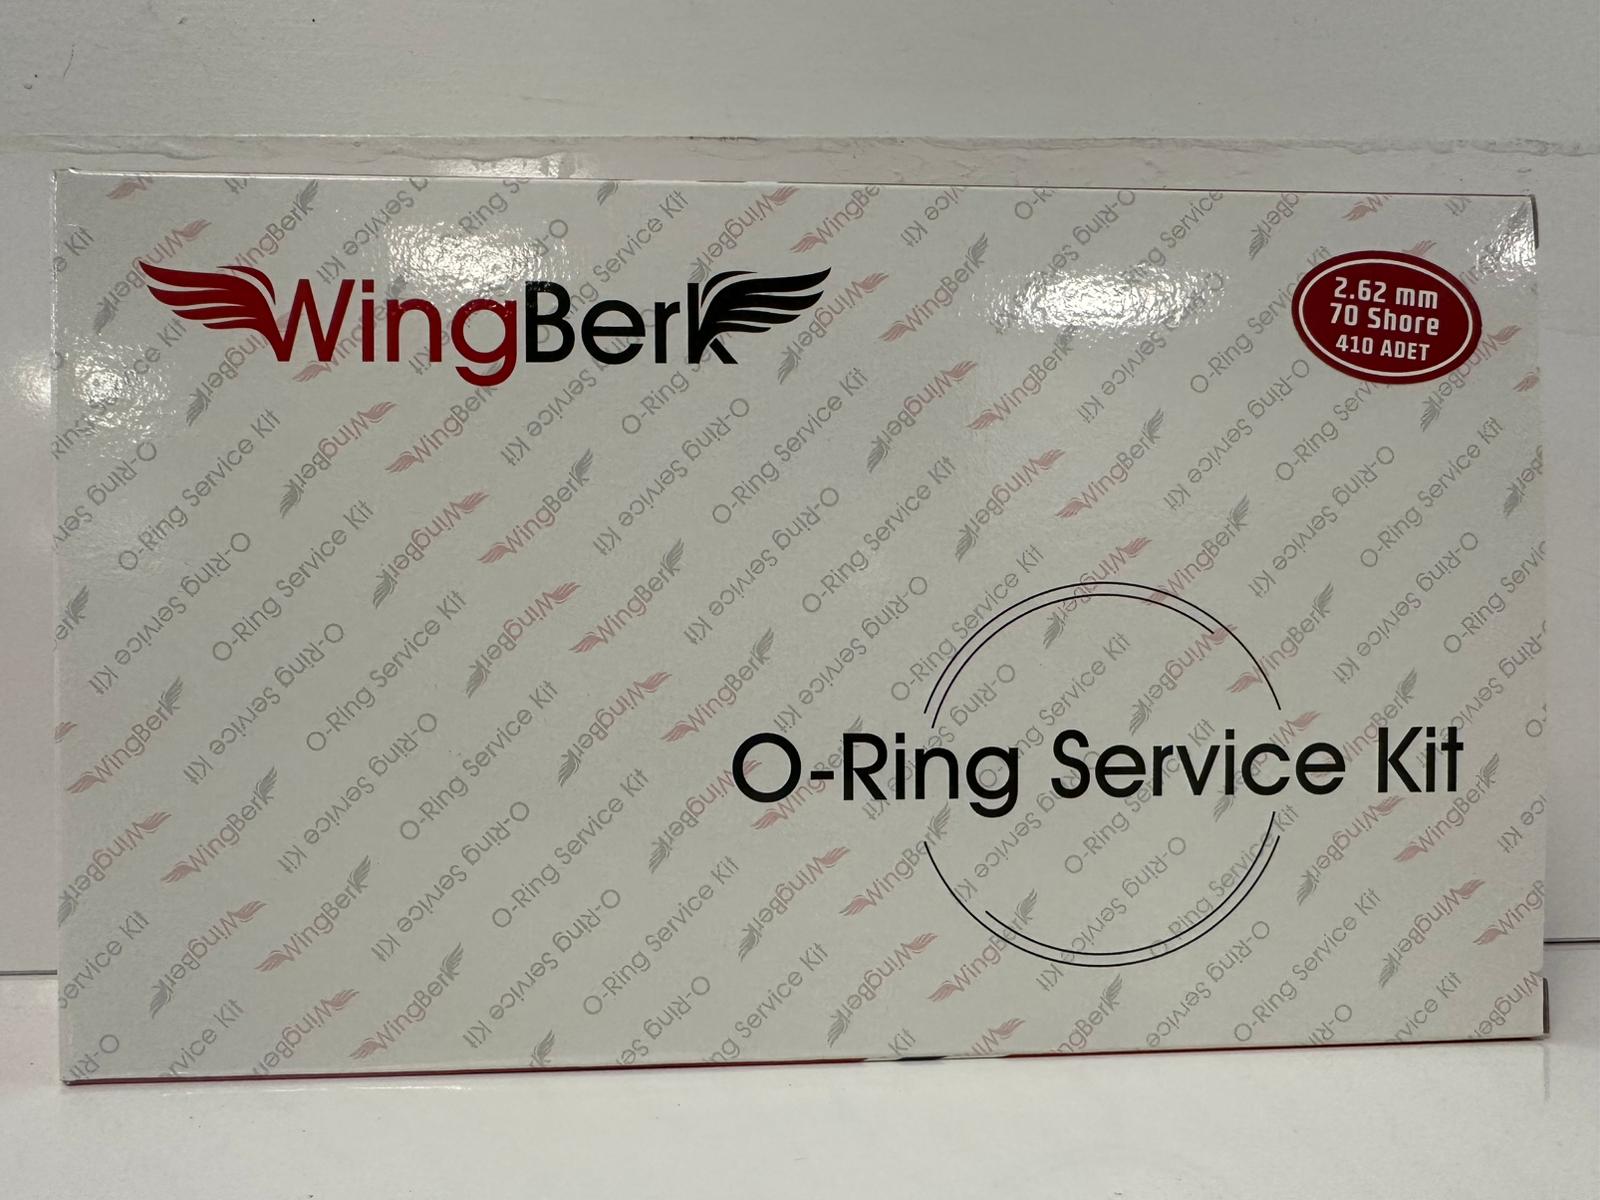 WingBerk
2.62 mm
70 Shore
410 ADET
O-Ring Service Kit